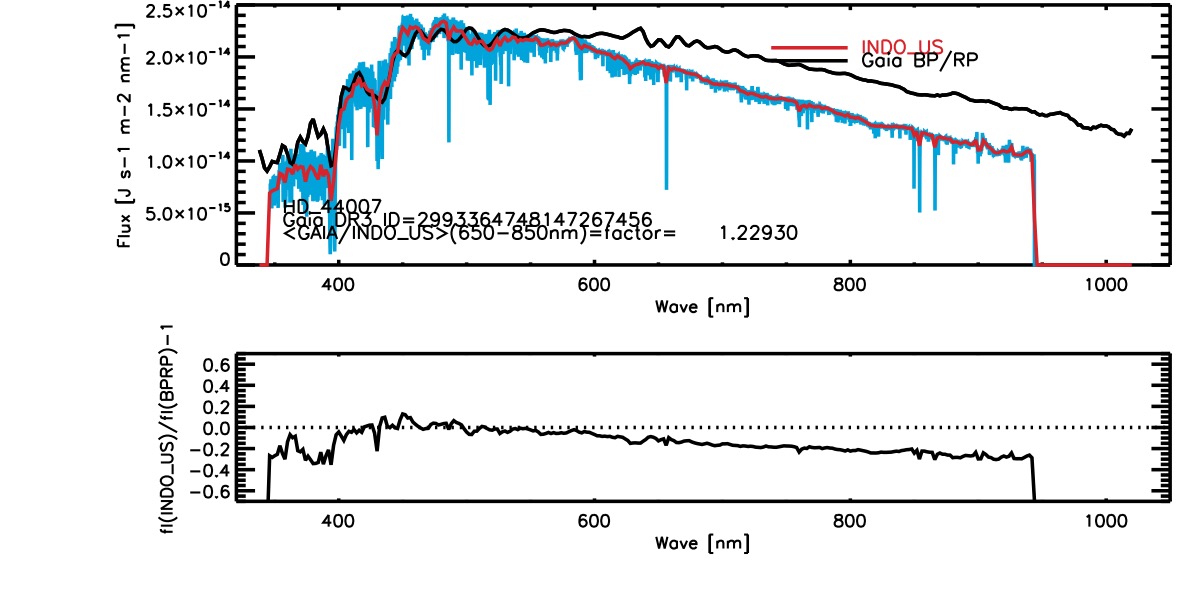 2.5×10⁻¹⁴
2.0×10⁻¹⁴
1.5×10⁻¹⁴
1.0×10⁻¹⁴
5.0×10⁻¹⁵
0
Flux [J s-1 m-2 nm-1]
INDO_US
Gaia BP/RP
HD_44007
Gaia DR3 ID=2993364748147267456
<GAIA/INDO_US>(650-850nm)=factor= 1.22930
400 600 800 1000
Wave [nm]
fl(INDO_US)/fl(BPRP)-1
0.6
0.4
0.2
0.0
-0.2
-0.4
-0.6
400 600 800 1000
Wave [nm]